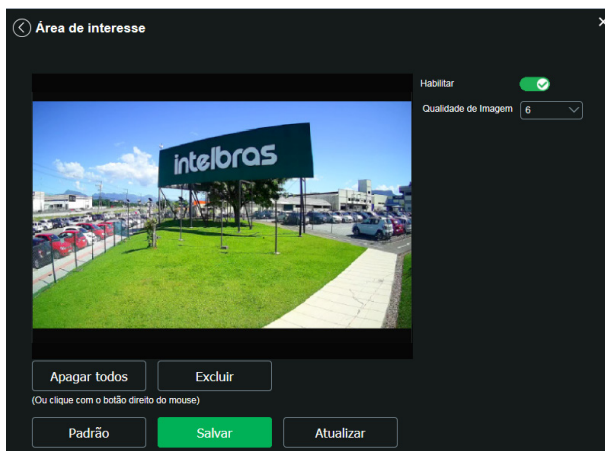 Área de interesse
Habilitar
Qualidade de Imagem 6
intelbras
Apagar todos Excluir
(Ou clique com o botão direito do mouse)
Padrão Salvar Atualizar